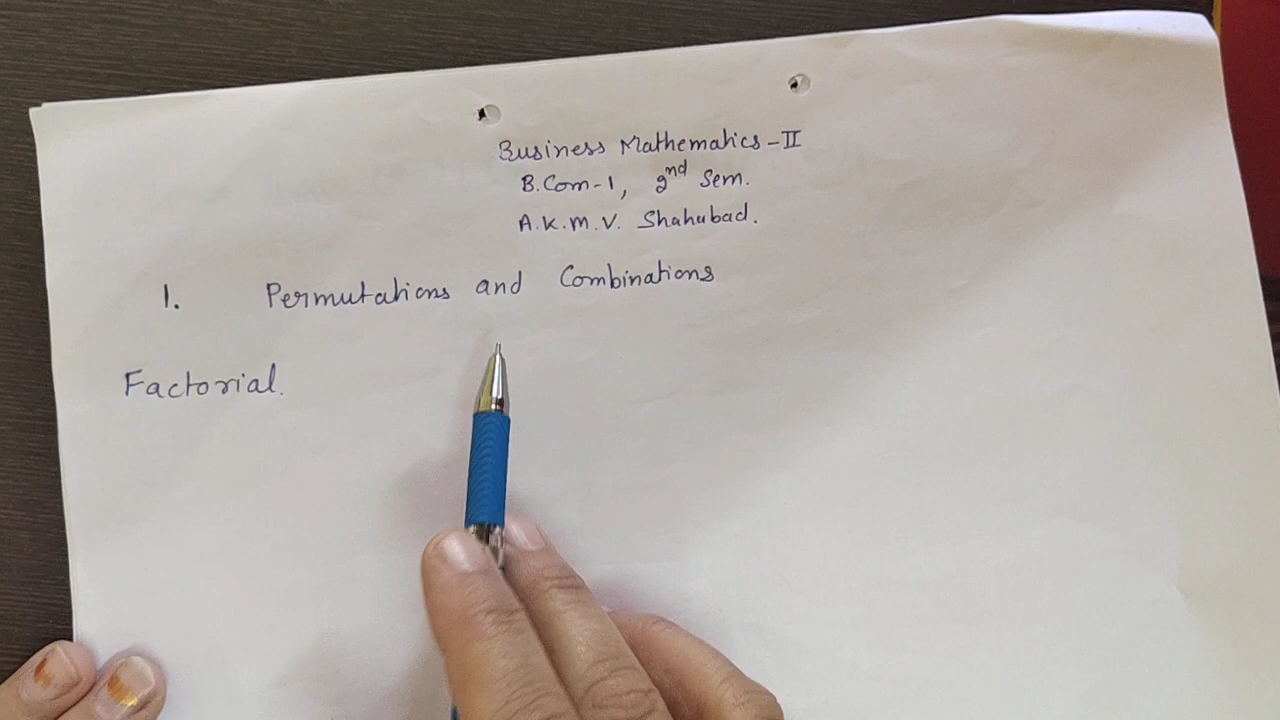 Business Mathematics-II
B.Com-1, 2nd Sem.
A.K.M.V. Shahabad.
1. Permutations and Combinations
Factorial.